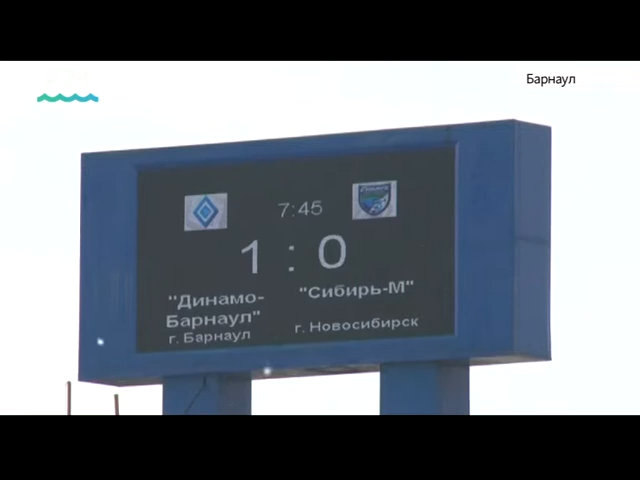 Барнаул
7:45
1 : 0
"Динамо-
Барнаул"
г. Барнаул
"Сибирь-М"
г. Новосибирск